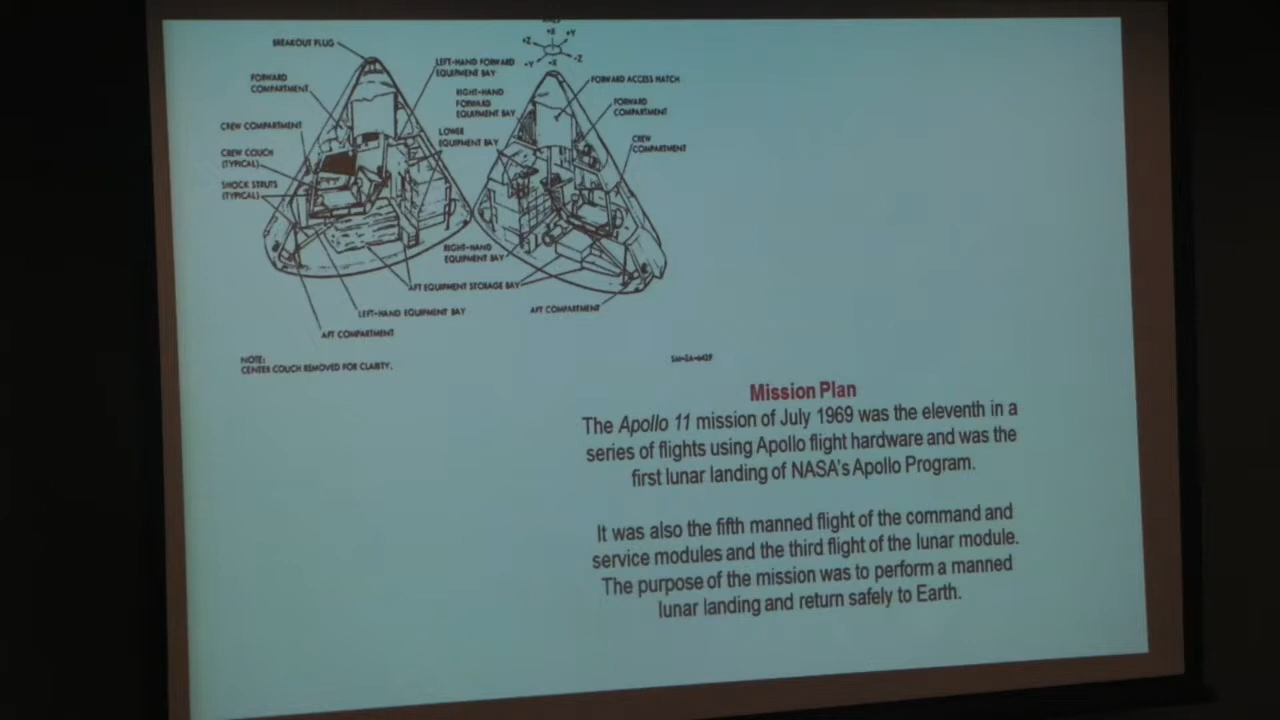 BREAKOUT PLUG
FORWARD
COMPARTMENT
CREW COMPARTMENT
CREW COUCH
(TYPICAL)
SHOCK STRUTS
(TYPICAL)
LEFT-HAND FORWARD
EQUIPMENT BAY
RIGHT-HAND
FORWARD
EQUIPMENT BAY
LOWER
EQUIPMENT BAY
+X
+Y
+Z
-Y
-X
-Z
FORWARD ACCESS HATCH
FORWARD
COMPARTMENT
CREW
COMPARTMENT
RIGHT-HAND
EQUIPMENT BAY
AFT EQUIPMENT STORAGE BAY
LEFT-HAND EQUIPMENT BAY
AFT COMPARTMENT
AFT COMPARTMENT
NOTE:
CENTER COUCH REMOVED FOR CLARITY.
Mission Plan
The Apollo 11 mission of July 1969 was the eleventh in a
series of flights using Apollo flight hardware and was the
first lunar landing of NASA's Apollo Program.
It was also the fifth manned flight of the command and
service modules and the third flight of the lunar module.
The purpose of the mission was to perform a manned
lunar landing and return safely to Earth.